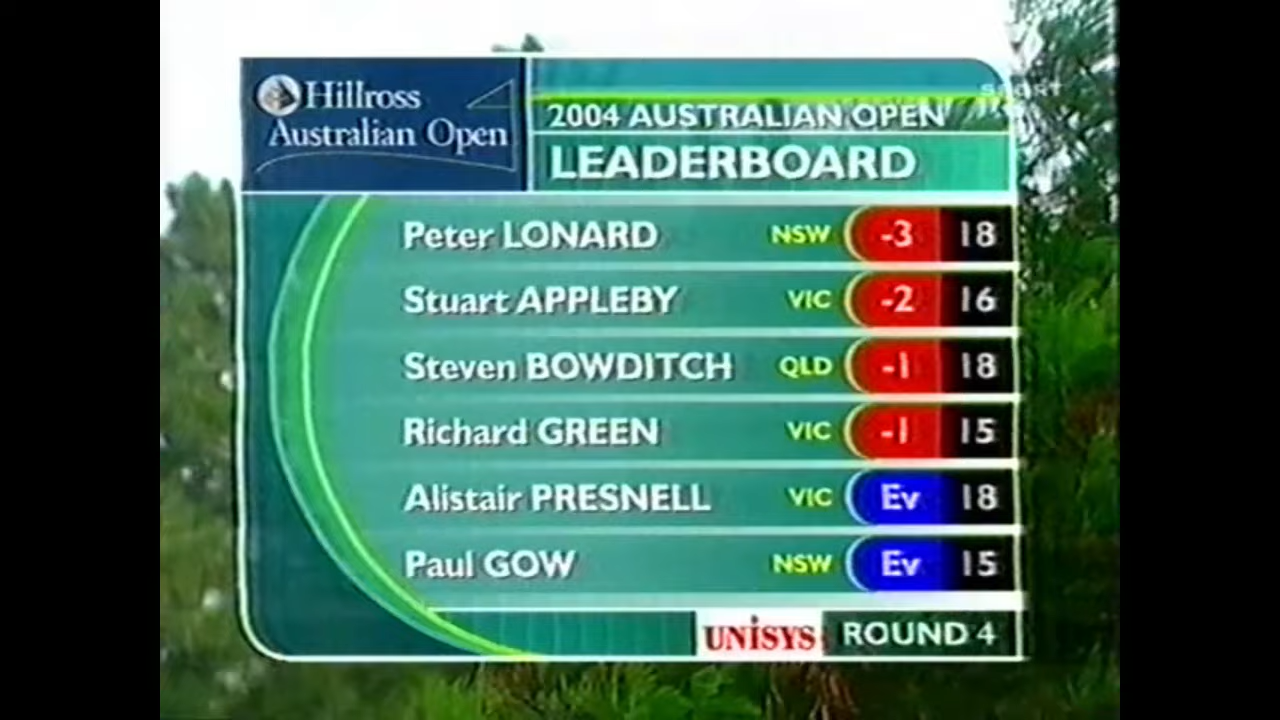 Hillross
Australian Open
SPORT
2004 AUSTRALIAN OPEN
LEADERBOARD
Peter LONARD NSW -3 18
Stuart APPLEBY VIC -2 16
Steven BOWDITCH QLD -1 18
Richard GREEN VIC -1 15
Alistair PRESNELL VIC Ev 18
Paul GOW NSW Ev 15
UNISYS ROUND 4